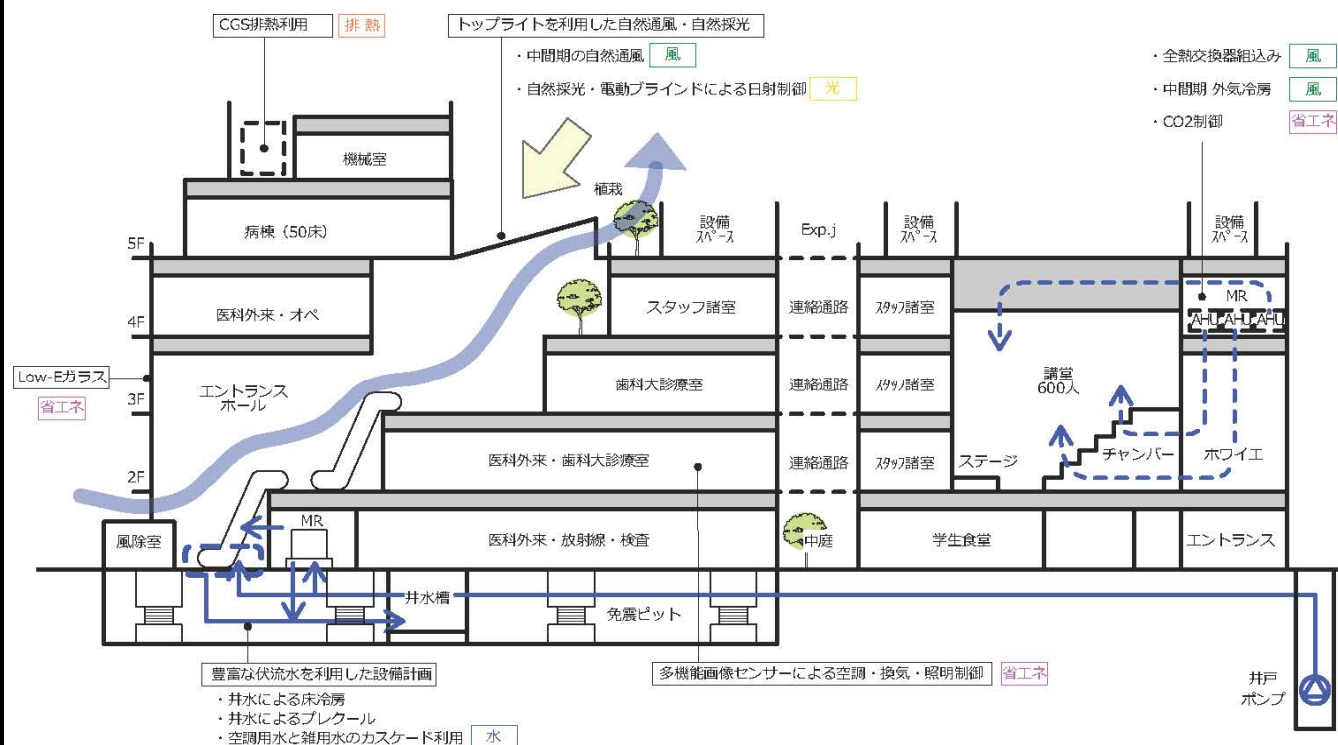 CGS排熱利用 排 熱
トップライトを利用した自然通風・自然採光
・中間期の自然通風 風
・自然採光・電動ブラインドによる日射制御 光
・全熱交換器組込み 風
・中間期 外気冷房 風
・CO2制御 省エネ
機械室
植栽
病棟（50床）
設備
ｽﾍﾟｰｽ
Exp.j
設備
ｽﾍﾟｰｽ
設備
ｽﾍﾟｰｽ
5F
医科外来・オペ
スタッフ諸室
連絡通路
ｽﾀｯﾌ諸室
MR
AHU AHU AHU
4F
Low-Eガラス
省エネ
エントランス
ホール
3F
歯科大診療室
連絡通路
ｽﾀｯﾌ諸室
講堂
600人
2F
医科外来・歯科大診療室
連絡通路
ｽﾀｯﾌ諸室
ステージ
チャンバー
ホワイエ
風除室
MR
医科外来・放射線・検査
中庭
学生食堂
エントランス
井水槽
免震ピット
豊富な伏流水を利用した設備計画
・井水による床冷房
・井水によるプレクール
・空調用水と雑用水のカスケード利用 水
多機能画像センサーによる空調・換気・照明制御 省エネ
井戸
ポンプ